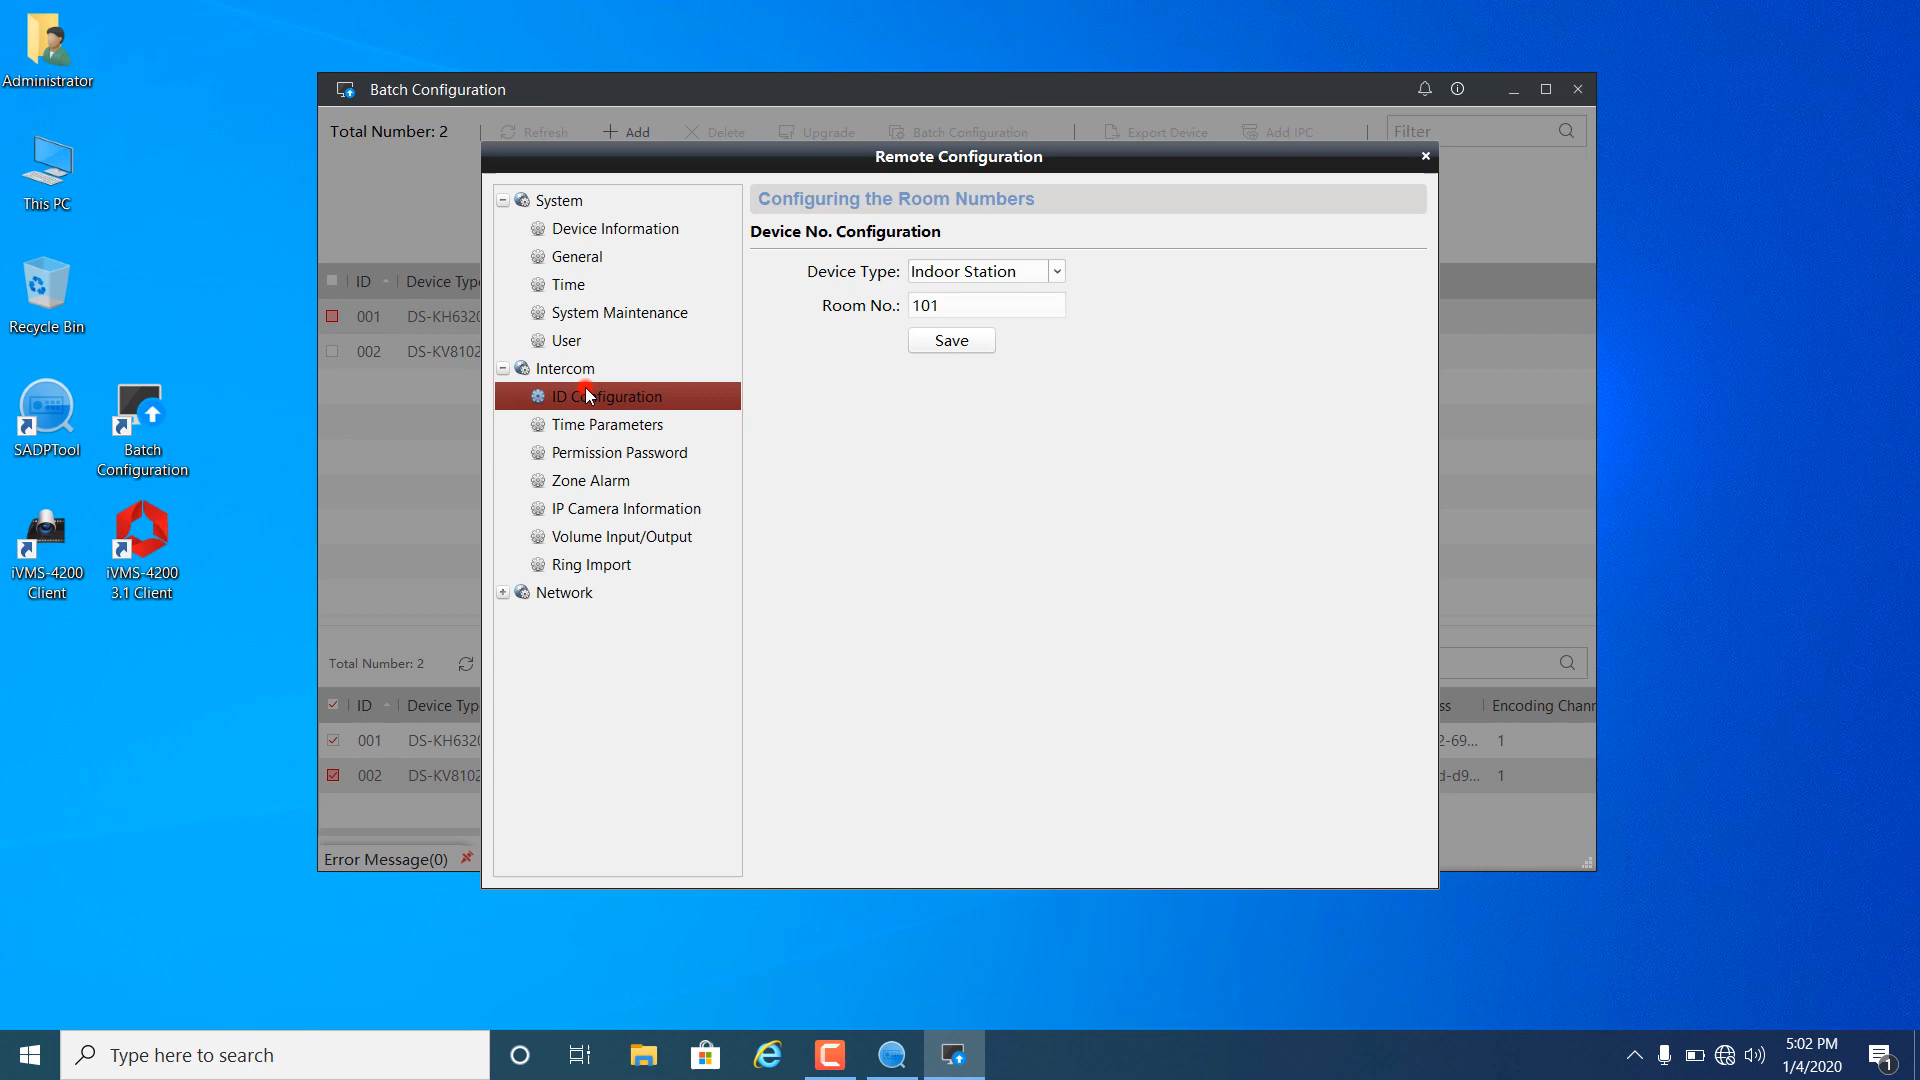 Administrator
This PC
Recycle Bin
SADPTool
Batch
Configuration
iVMS-4200
Client
iVMS-4200
3.1 Client
Batch Configuration
Total Number: 2
Refresh
Add
Delete
Upgrade
Batch Configuration
Export Device
Add IPC
Filter
Remote Configuration
ID
Device Type
001
DS-KH632
002
DS-KV8102
System
Device Information
General
Time
System Maintenance
User
Intercom
ID Configuration
Time Parameters
Permission Password
Zone Alarm
IP Camera Information
Volume Input/Output
Ring Import
Network
Configuring the Room Numbers
Device No. Configuration
Device Type: Indoor Station
Room No.: 101
Save
Total Number: 2
ID
Device Typ
ss
Encoding Chann
001
DS-KH632
2-69...
1
002
DS-KV8102
d-d9...
1
Error Message(0)
Type here to search
5:02 PM
1/4/2020
1